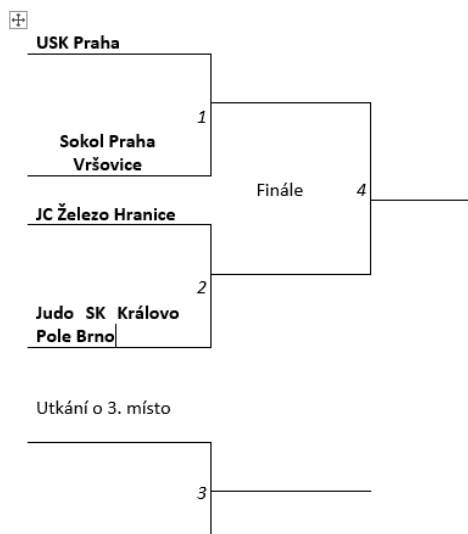 USK Praha
1
Sokol Praha
Vršovice
Finále 4
JC Železo Hranice
2
Judo SK Královo
Pole Brno
Utkání o 3. místo
3